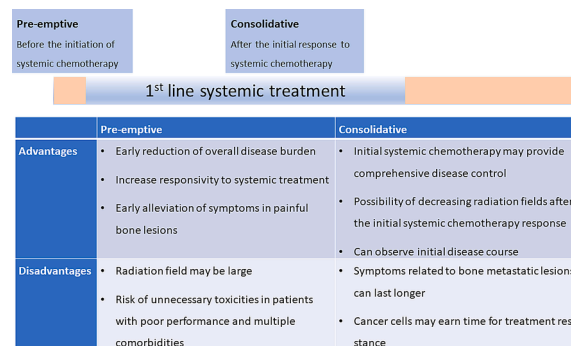 Pre-emptive
Before the initiation of
systemic chemotherapy
Consolidative
After the initial response to
systemic chemotherapy
1st line systemic treatment
Pre-emptive
Consolidative
Advantages
• Early reduction of overall disease burden
• Increase responsivity to systemic treatment
• Early alleviation of symptoms in painful
bone lesions
• Initial systemic chemotherapy may provide
comprehensive disease control
• Possibility of decreasing radiation fields after
the initial systemic chemotherapy response
• Can observe initial disease course
Disadvantages
• Radiation field may be large
• Risk of unnecessary toxicities in patients
with poor performance and multiple
comorbidities
• Symptoms related to bone metastatic lesions
can last longer
• Cancer cells may earn time for treatment res
stance